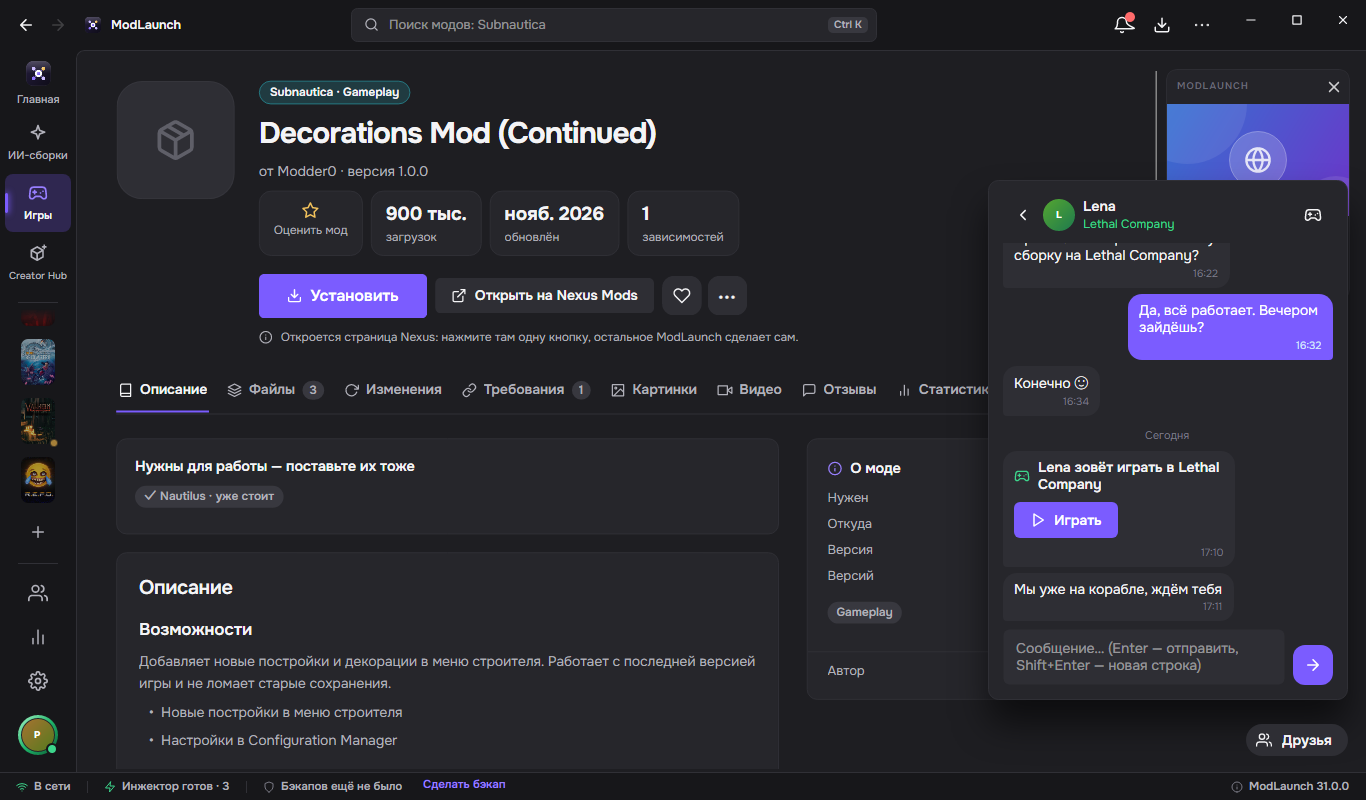 ModLaunch
Поиск модов: Subnautica
Ctrl K
Главная
ИИ-сборки
Игры
Creator Hub
Subnautica · Gameplay
Decorations Mod (Continued)
от Modder0 · версия 1.0.0
Оценить мод
900 тыс.
загрузок
нояб. 2026
обновлён
1
зависимостей
Установить
Открыть на Nexus Mods
Откроется страница Nexus: нажмите там одну кнопку, остальное ModLaunch сделает сам.
Описание
Файлы 3
Изменения
Требования 1
Картинки
Видео
Отзывы
Статистик
Нужны для работы — поставьте их тоже
Nautilus · уже стоит
Описание
Возможности
Добавляет новые постройки и декорации в меню строителя. Работает с последней версией
игры и не ломает старые сохранения.
• Новые постройки в меню строителя
• Настройки в Configuration Manager
О моде
Нужен
Откуда
Версия
Версий
Gameplay
Автор
MODLAUNCH
L
Lena
Lethal Company
сборку на Lethal Company?
16:22
Да, всё работает. Вечером
зайдёшь?
16:32
Конечно 🙂
16:34
Сегодня
Lena зовёт играть в Lethal
Company
Играть
17:10
Мы уже на корабле, ждём тебя
17:11
Сообщение... (Enter — отправить,
Shift+Enter — новая строка)
Друзья
P
В сети
Инжектор готов · 3
Бэкапов ещё не было
Сделать бэкап
ModLaunch 31.0.0